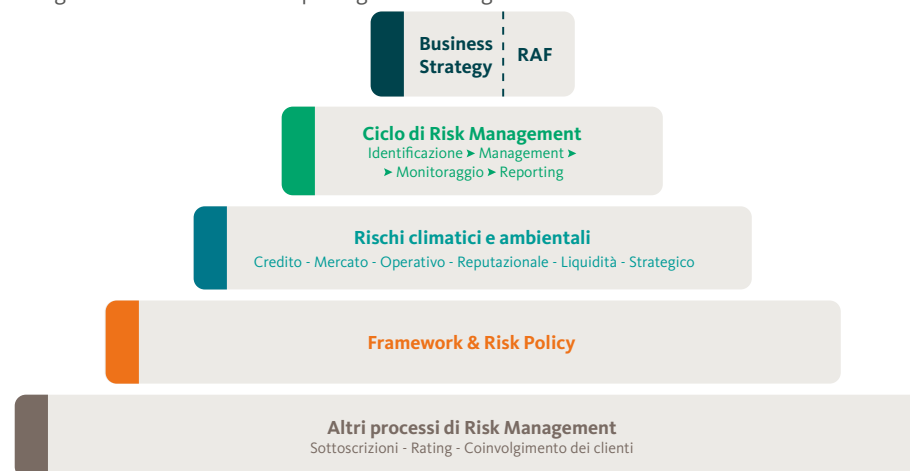 Business
Strategy
RAF
Ciclo di Risk Management
Identificazione ➤ Management ➤
➤ Monitoraggio ➤ Reporting
Rischi climatici e ambientali
Credito - Mercato - Operativo - Reputazionale - Liquidità - Strategico
Framework & Risk Policy
Altri processi di Risk Management
Sottoscrizioni - Rating - Coinvolgimento dei clienti